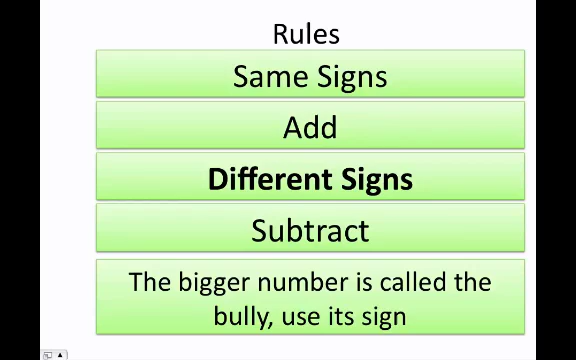 Rules
Same Signs
Add
Different Signs
Subtract
The bigger number is called the
bully, use its sign